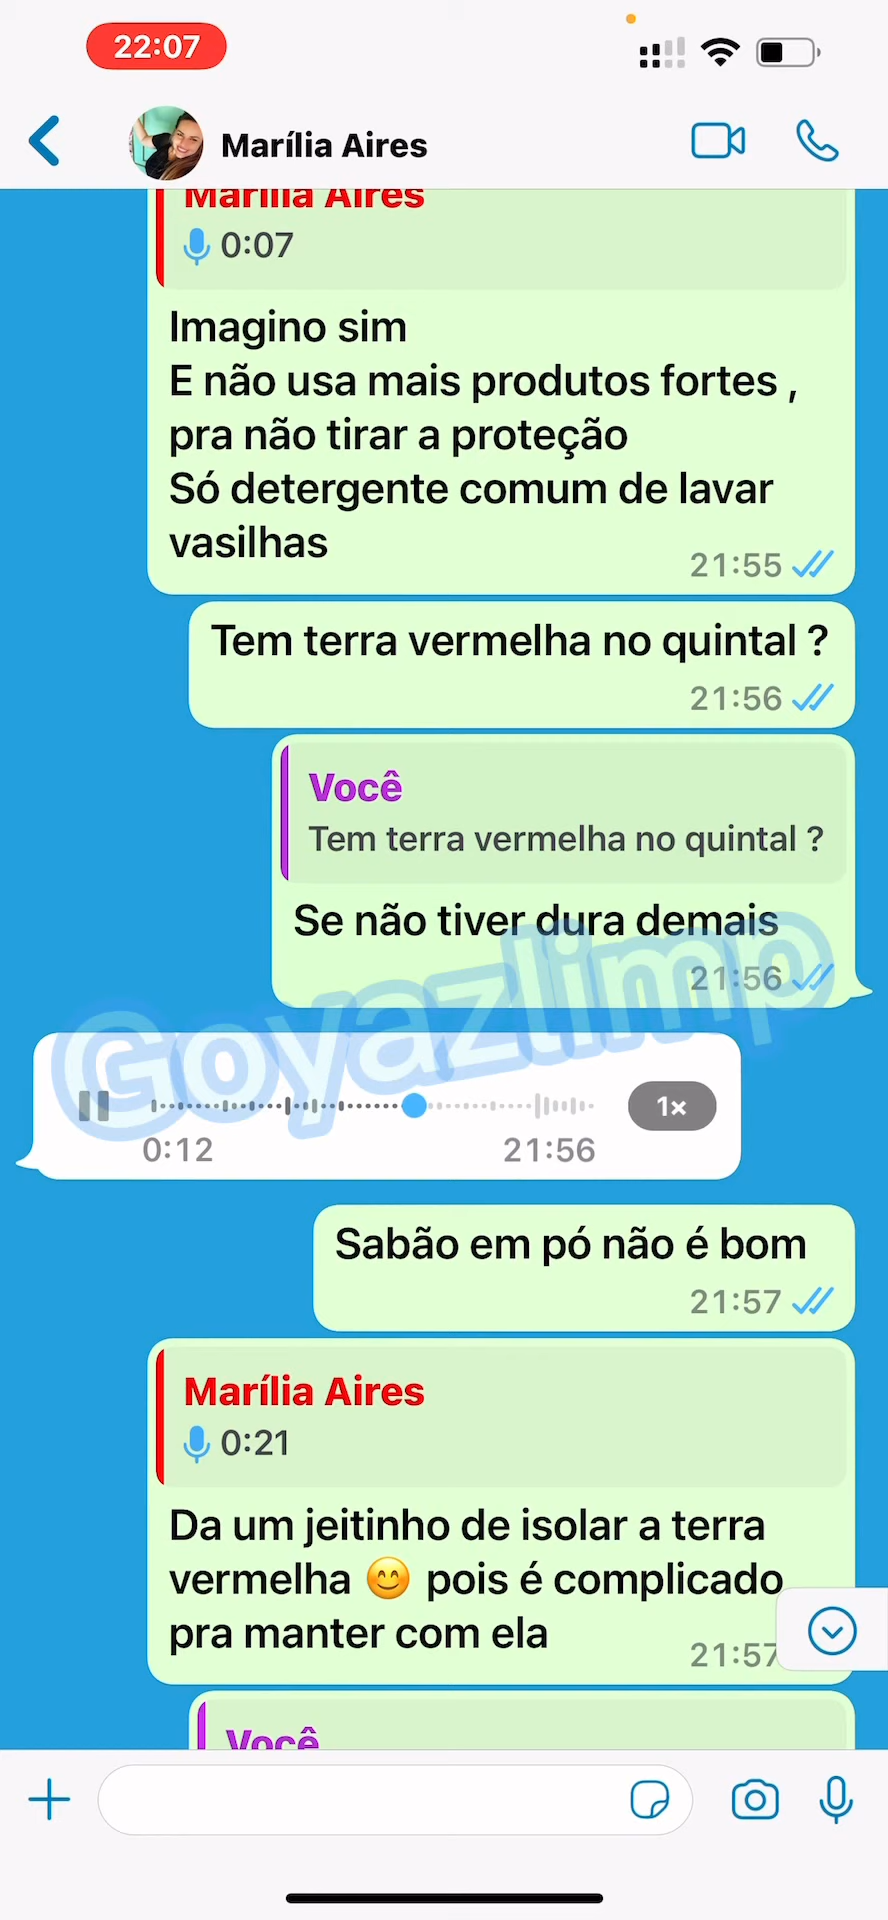 22:07
Marília Aires
Marília Aires
0:07
Imagino sim
E não usa mais produtos fortes ,
pra não tirar a proteção
Só detergente comum de lavar
vasilhas
21:55
Tem terra vermelha no quintal ?
21:56
Você
Tem terra vermelha no quintal ?
Se não tiver dura demais
21:56
Goyazlimp
1x
0:12
21:56
Sabão em pó não é bom
21:57
Marília Aires
0:21
Da um jeitinho de isolar a terra
vermelha 😊 pois é complicado
pra manter com ela
21:57
Você